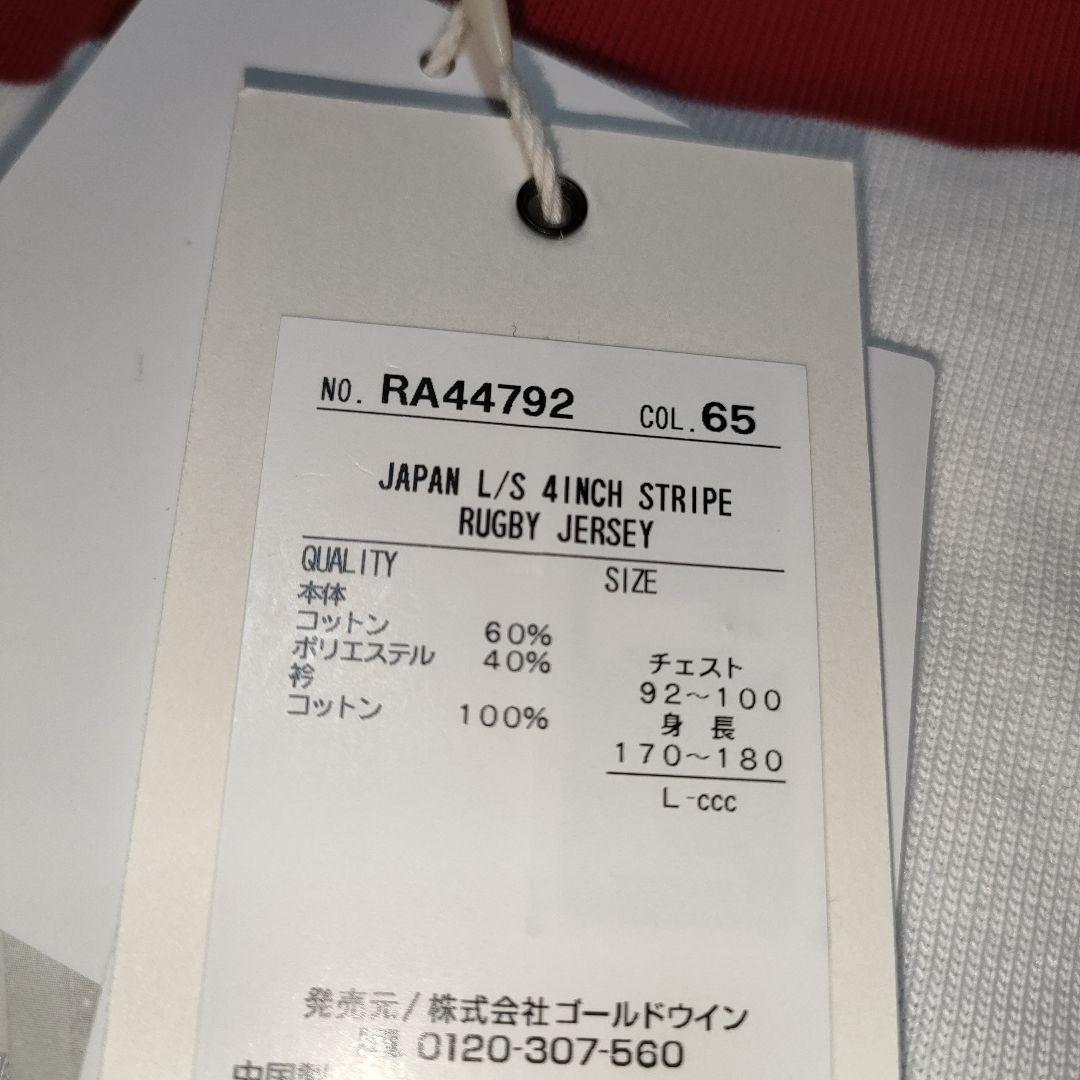 NO. RA44792 COL. 65
JAPAN L/S 4INCH STRIPE
RUGBY JERSEY
QUALITY SIZE
本体
コットン 60%
ポリエステル 40%
衿
コットン 100%
チェスト
92～100
身 長
170～180
L-ccc
発売元/株式会社ゴールドウイン
0120-307-560
中国製